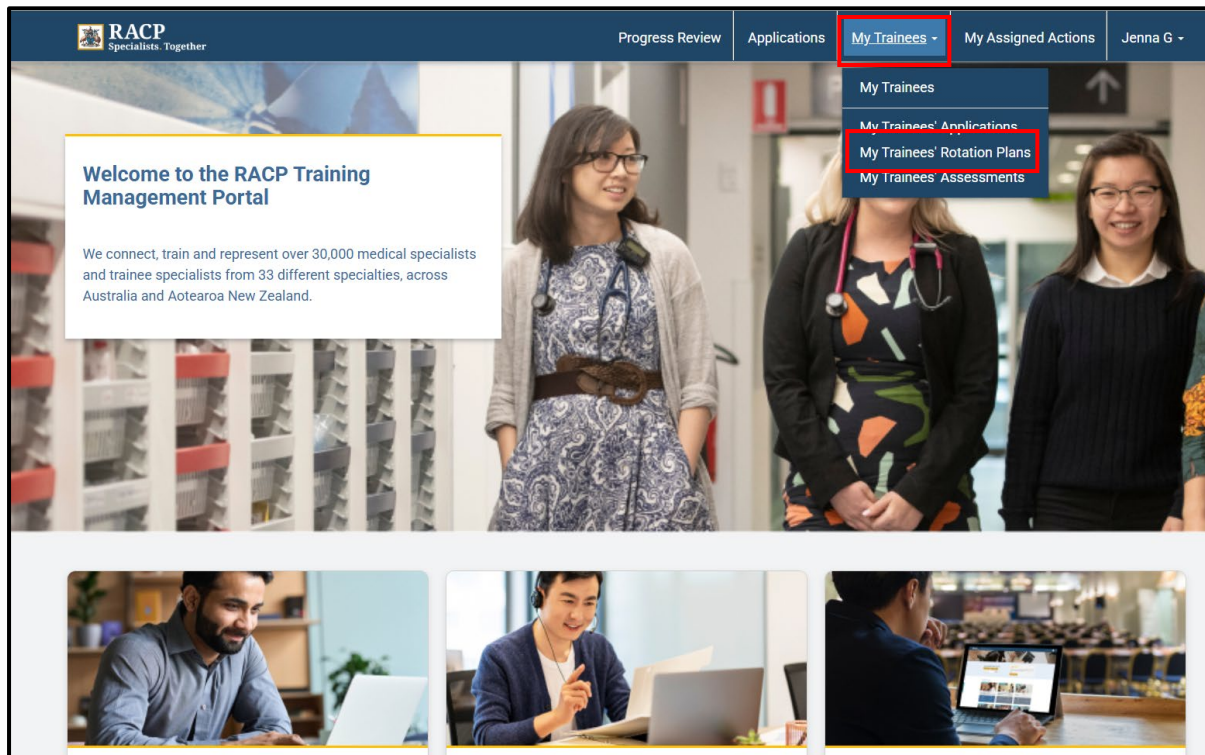 RACP
Specialists. Together
Progress Review
Applications
My Trainees
My Assigned Actions
Jenna G
My Trainees
My Trainees' Applications
My Trainees' Rotation Plans
My Trainees' Assessments
Welcome to the RACP Training
Management Portal
We connect, train and represent over 30,000 medical specialists
and trainee specialists from 33 different specialties, across
Australia and Aotearoa New Zealand.